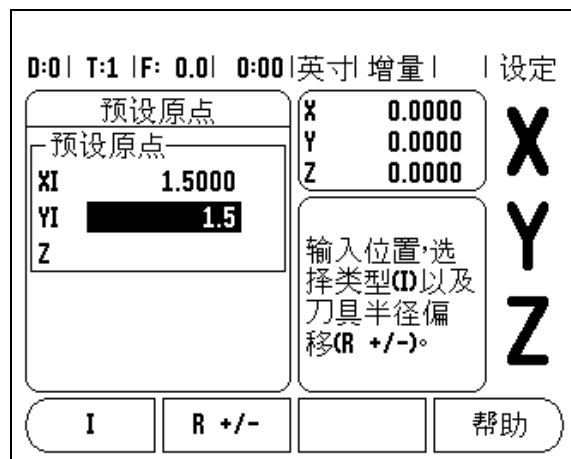 D:0| T:1 |F: 0.0| 0:00|英寸| 增量| |设定
预设原点
预设原点
XI 1.5000
YI 1.5
Z
X 0.0000
Y 0.0000
Z 0.0000
输入位置,选
择类型(I)以及
刀具半径偏
移(R +/-)。
X
Y
Z
I
R +/-
帮助